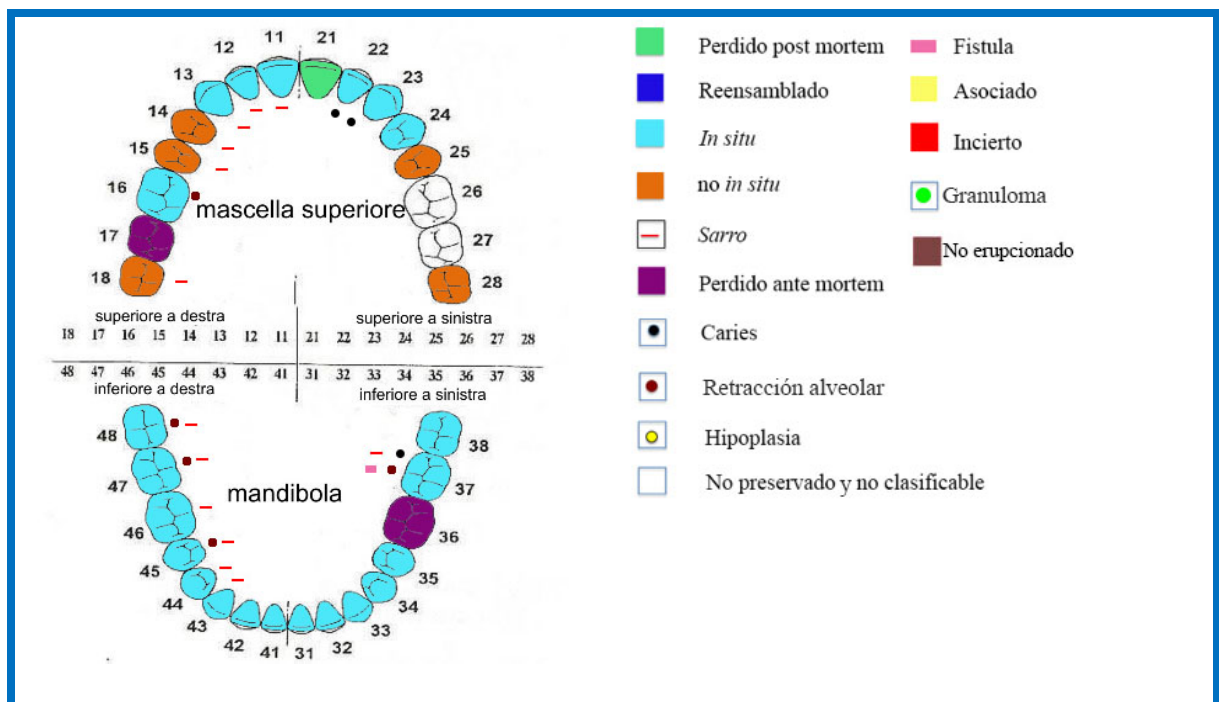 11 21
12 22
13 23
14 24
15 25
16 26
mascella superiore
17 27
18 28
superiore a destra superiore a sinistra
18 17 16 15 14 13 12 11 21 22 23 24 25 26 27 28
48 47 46 45 44 43 42 41 31 32 33 34 35 36 37 38
inferiore a destra inferiore a sinistra
48 38
47 37
mandibola
46 36
45 35
44 34
43 33
42 32
41 31
Perdido post mortem
Reensamblado
In situ
no in situ
Sarro
Perdido ante mortem
Caries
Retracción alveolar
Hipoplasia
No preservado y no clasificable
Fistula
Asociado
Incierto
Granuloma
No erupcionado